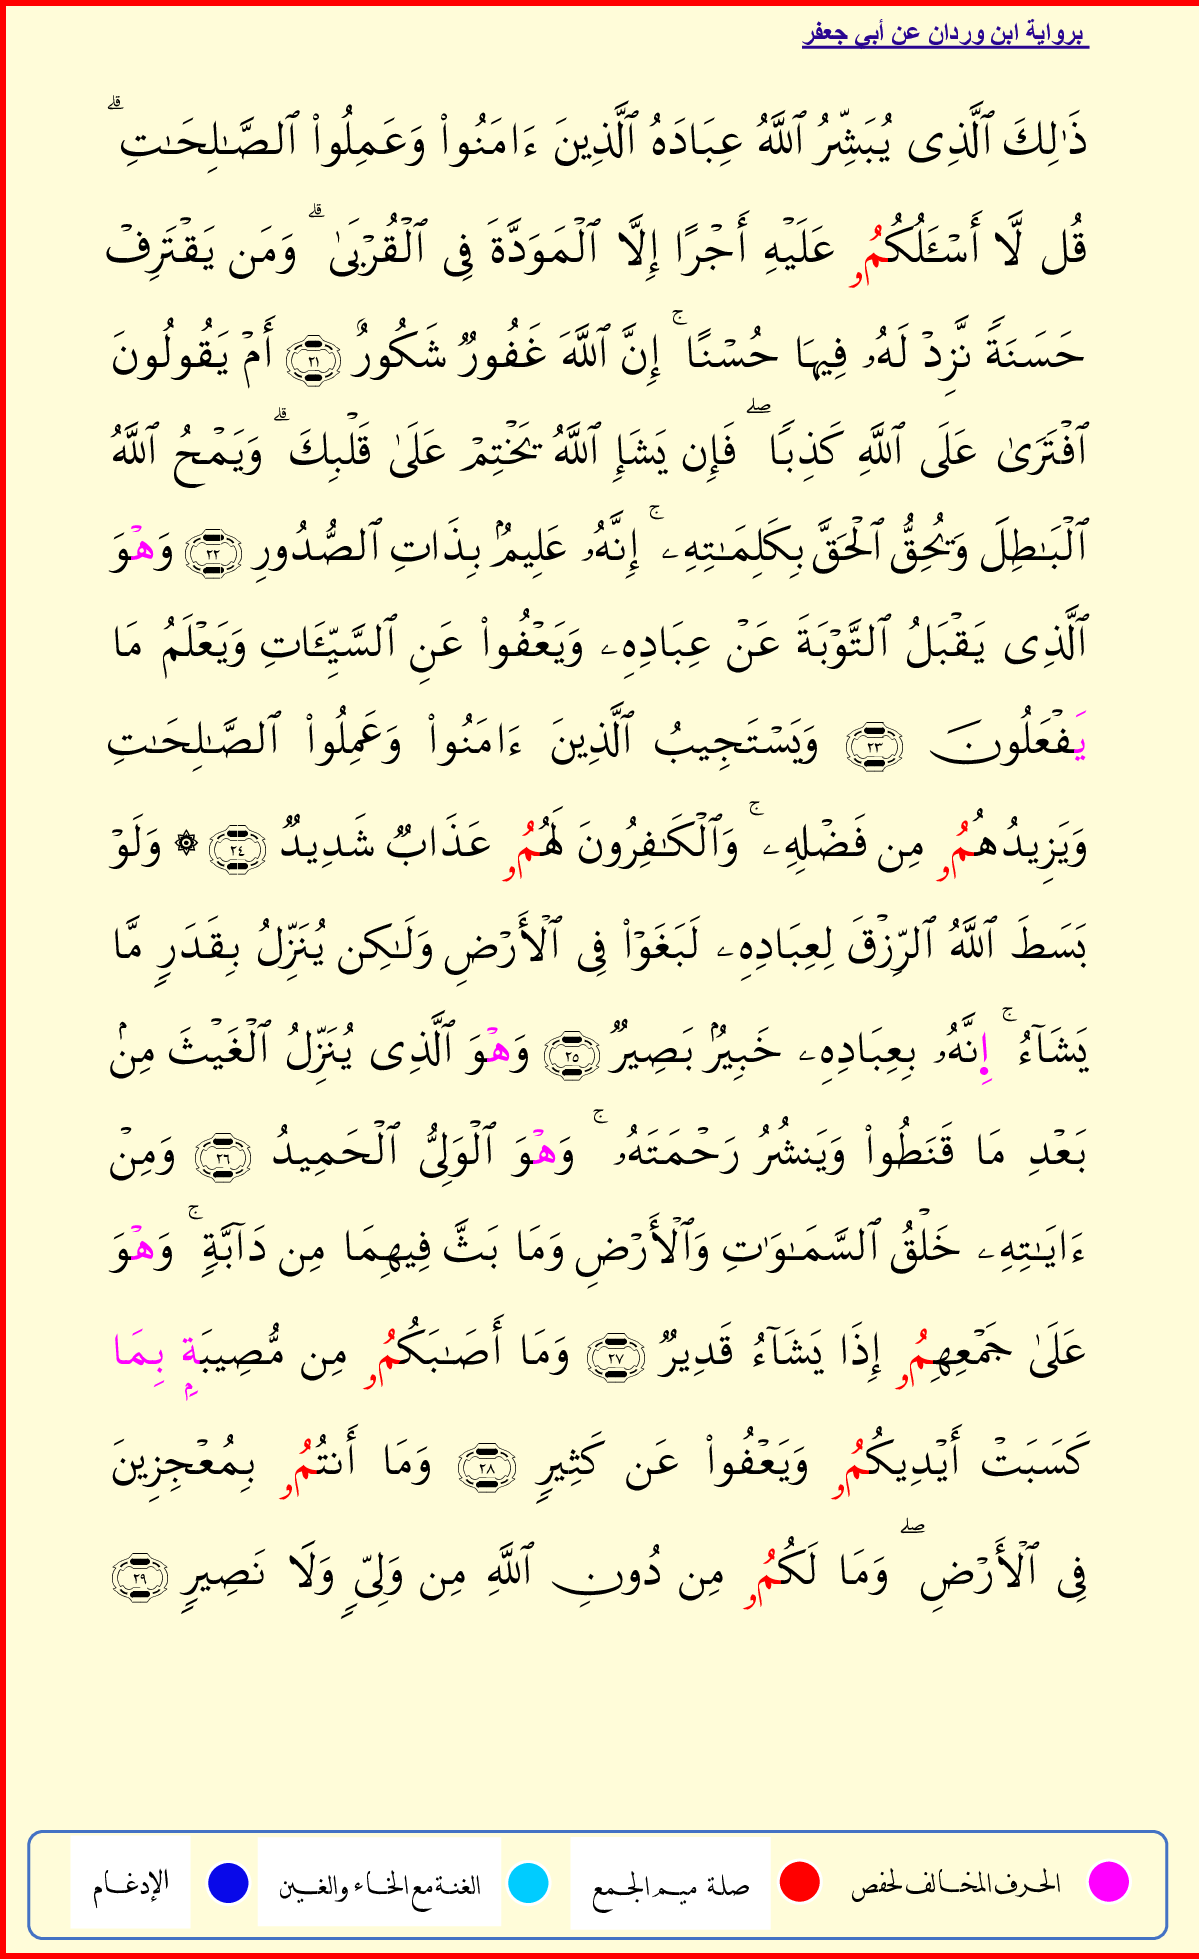 برواية ابن وردان عن أبي جعفر
ذَٰلِكَ ٱلَّذِى يُبَشِّرُ ٱللَّهُ عِبَادَهُ ٱلَّذِينَ ءَامَنُوا۟ وَعَمِلُوا۟ ٱلصَّـٰلِحَـٰتِ ۗ
قُل لَّا أَسْـَٔلُكُمُۥ عَلَيْهِ أَجْرًا إِلَّا ٱلْمَوَدَّةَ فِى ٱلْقُرْبَىٰ ۗ وَمَن يَقْتَرِفْ
حَسَنَةً نَّزِدْ لَهُۥ فِيهَا حُسْنًا ۚ إِنَّ ٱللَّهَ غَفُورٌ شَكُورٌ ٢١ أَمْ يَقُولُونَ
ٱفْتَرَىٰ عَلَى ٱللَّهِ كَذِبًا ۖ فَإِن يَشَإِ ٱللَّهُ يَخْتِمْ عَلَىٰ قَلْبِكَ ۗ وَيَمْحُ ٱللَّهُ
ٱلْبَـٰطِلَ وَيُحِقُّ ٱلْحَقَّ بِكَلِمَـٰتِهِۦ ۚ إِنَّهُۥ عَلِيمٌۢ بِذَاتِ ٱلصُّدُورِ ٢٢ وَهْوَ
ٱلَّذِى يَقْبَلُ ٱلتَّوْبَةَ عَنْ عِبَادِهِۦ وَيَعْفُوا۟ عَنِ ٱلسَّيِّـَٔاتِ وَيَعْلَمُ مَا
يَفْعَلُونَ ٢٣ وَيَسْتَجِيبُ ٱلَّذِينَ ءَامَنُوا۟ وَعَمِلُوا۟ ٱلصَّـٰلِحَـٰتِ
وَيَزِيدُهُمُۥ مِن فَضْلِهِۦ ۚ وَٱلْكَـٰفِرُونَ لَهُمُۥ عَذَابٌ شَدِيدٌ ٢٤ ۞ وَلَوْ
بَسَطَ ٱللَّهُ ٱلرِّزْقَ لِعِبَادِهِۦ لَبَغَوْا۟ فِى ٱلْأَرْضِ وَلَـٰكِن يُنَزِّلُ بِقَدَرٍ مَّا
يَشَآءُ ۚ إِنَّهُۥ بِعِبَادِهِۦ خَبِيرٌۢ بَصِيرٌ ٢٥ وَهْوَ ٱلَّذِى يُنَزِّلُ ٱلْغَيْثَ مِنۢ
بَعْدِ مَا قَنَطُوا۟ وَيَنشُرُ رَحْمَتَهُۥ ۚ وَهْوَ ٱلْوَلِىُّ ٱلْحَمِيدُ ٢٦ وَمِنْ
ءَايَـٰتِهِۦ خَلْقُ ٱلسَّمَـٰوَٰتِ وَٱلْأَرْضِ وَمَا بَثَّ فِيهِمَا مِن دَآبَّةٍ ۚ وَهْوَ
عَلَىٰ جَمْعِهِمُۥ إِذَا يَشَآءُ قَدِيرٌ ٢٧ وَمَا أَصَـٰبَكُمُۥ مِن مُّصِيبَةٍۭ بِمَا
كَسَبَتْ أَيْدِيكُمُۥ وَيَعْفُوا۟ عَن كَثِيرٍ ٢٨ وَمَا أَنتُمُۥ بِمُعْجِزِينَ
فِى ٱلْأَرْضِ ۖ وَمَا لَكُمُۥ مِن دُونِ ٱللَّهِ مِن وَلِىٍّ وَلَا نَصِيرٍ ٢٩
الحرف المخالف لحفص صلة ميم الجمع الغنة مع الخاء والغين الإدغام